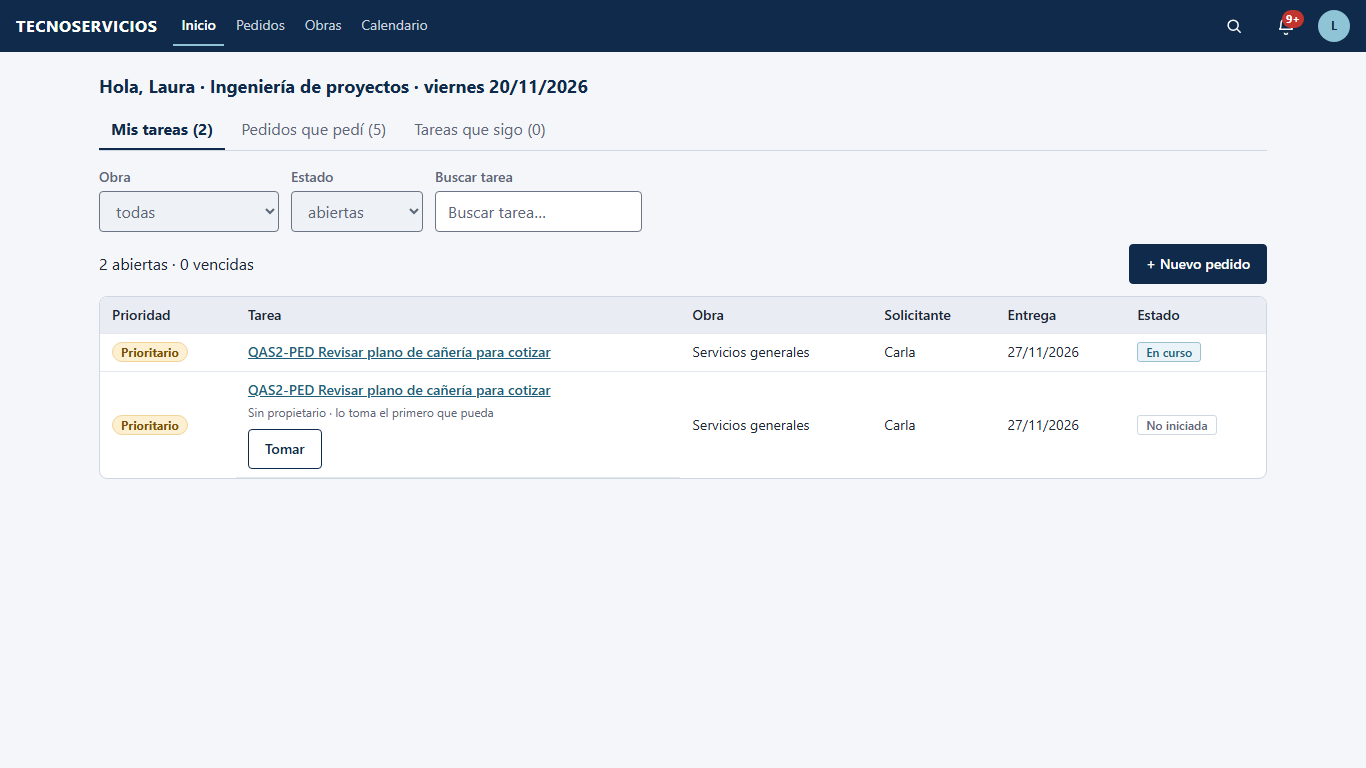 TECNOSERVICIOS Inicio Pedidos Obras Calendario 9+ L
Hola, Laura · Ingeniería de proyectos · viernes 20/11/2026
Mis tareas (2) Pedidos que pedí (5) Tareas que sigo (0)
Obra Estado Buscar tarea
todas abiertas Buscar tarea...
2 abiertas · 0 vencidas + Nuevo pedido
Prioridad Tarea Obra Solicitante Entrega Estado
Prioritario QAS2-PED Revisar plano de cañería para cotizar Servicios generales Carla 27/11/2026 En curso
QAS2-PED Revisar plano de cañería para cotizar
Sin propietario · lo toma el primero que pueda
Prioritario Servicios generales Carla 27/11/2026 No iniciada
Tomar